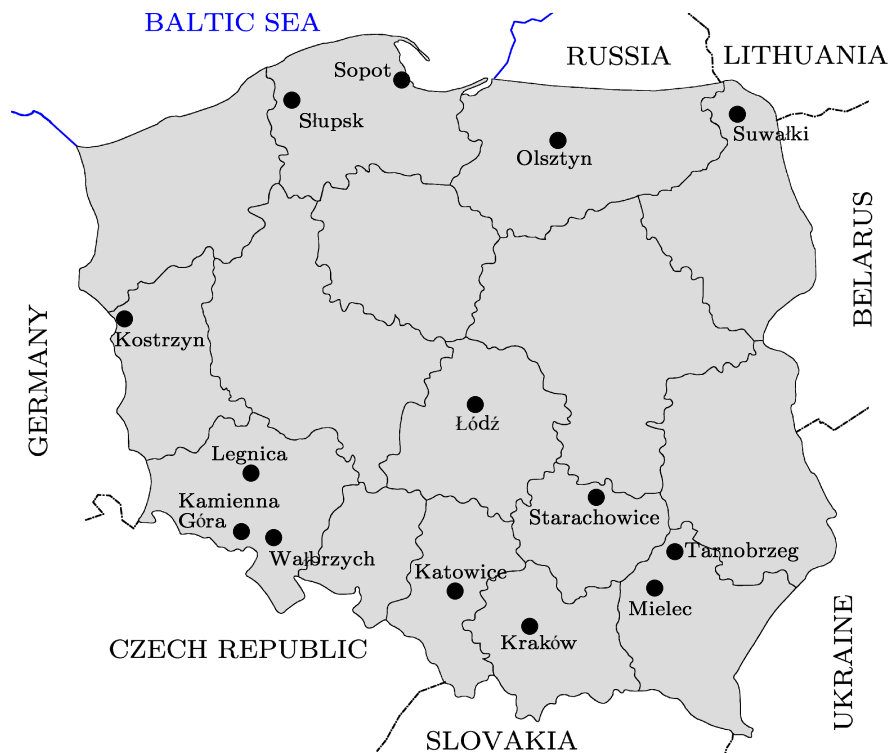 BALTIC SEA
RUSSIA
LITHUANIA
Sopot
Słupsk
Suwałki
Olsztyn
BELARUS
Kostrzyn
GERMANY
Łódź
Legnica
Kamienna
Góra
Starachowice
Wałbrzych
Tarnobrzeg
Katowice
Mielec
Kraków
CZECH REPUBLIC
UKRAINE
SLOVAKIA